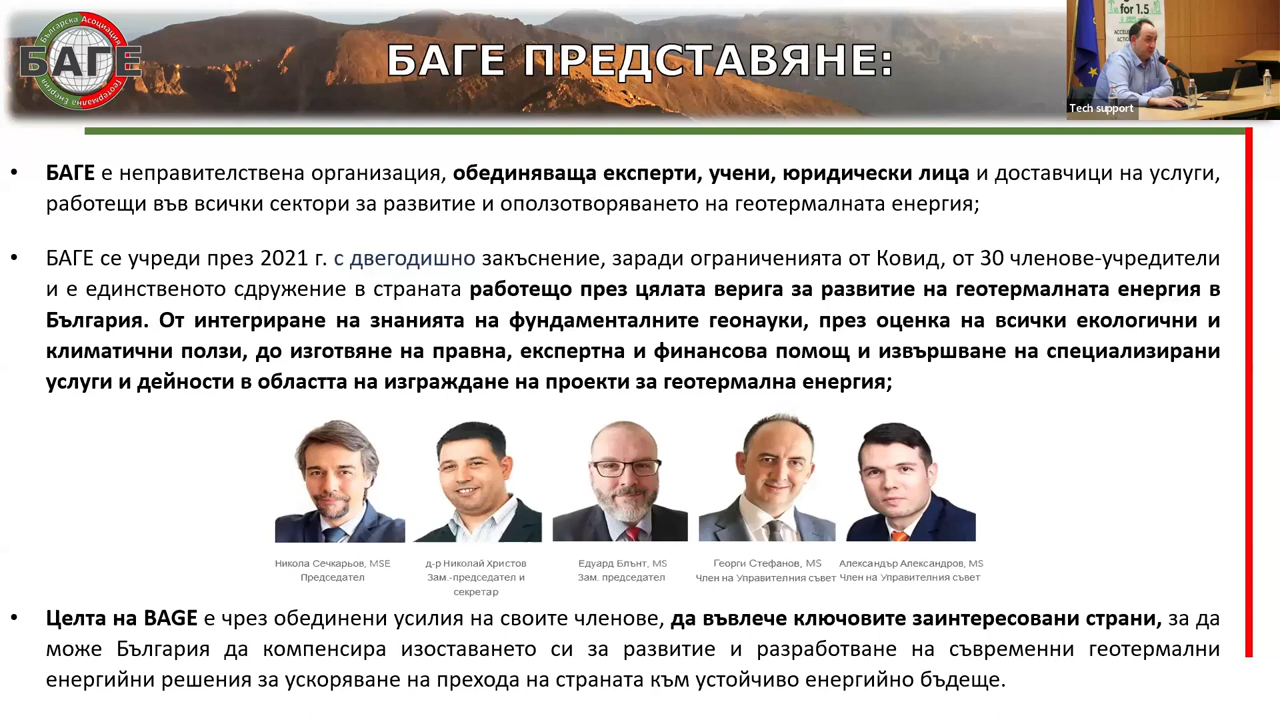 Българска Асоциация
БАГЕ
Геотермална Енергия
БАГЕ ПРЕДСТАВЯНЕ:
for 1.5
Tech support
• БАГЕ е неправителствена организация, обединяваща експерти, учени, юридически лица и доставчици на услуги,
работещи във всички сектори за развитие и оползотворяването на геотермалната енергия;
• БАГЕ се учреди през 2021 г. с двегодишно закъснение, заради ограниченията от Ковид, от 30 членове-учредители
и е единственото сдружение в страната работещо през цялата верига за развитие на геотермалната енергия в
България. От интегриране на знанията на фундаменталните геонауки, през оценка на всички екологични и
климатични ползи, до изготвяне на правна, експертна и финансова помощ и извършване на специализирани
услуги и дейности в областта на изграждане на проекти за геотермална енергия;
Никола Сечкарьов, MSE
Председател
д-р Николай Христов
Зам.-председател и
секретар
Едуард Блънт, MS
Зам. председател
Георги Стефанов, MS
Член на Управителния съвет
Александър Александров, MS
Член на Управителния съвет
• Целта на BAGE е чрез обединени усилия на своите членове, да въвлече ключовите заинтересовани страни, за да
може България да компенсира изоставането си за развитие и разработване на съвременни геотермални
енергийни решения за ускоряване на прехода на страната към устойчиво енергийно бъдеще.